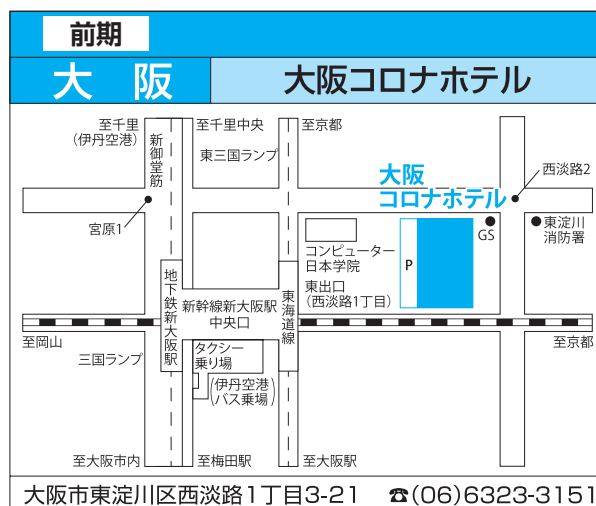 前期
大 阪
大阪コロナホテル
至千里
(伊丹空港)
新御堂筋
至千里中央
至京都
東三国ランプ
西淡路2
大阪
コロナホテル
宮原1
GS
東淀川
消防署
コンピューター
日本学院
P
東出口
(西淡路1丁目)
地下鉄新大阪駅
新幹線新大阪駅
中央口
東海道線
至岡山
至京都
三国ランプ
タクシー
乗り場
(伊丹空港
バス乗場)
至大阪市内
至梅田駅
至大阪駅
大阪市東淀川区西淡路1丁目3-21 ☎(06)6323-3151